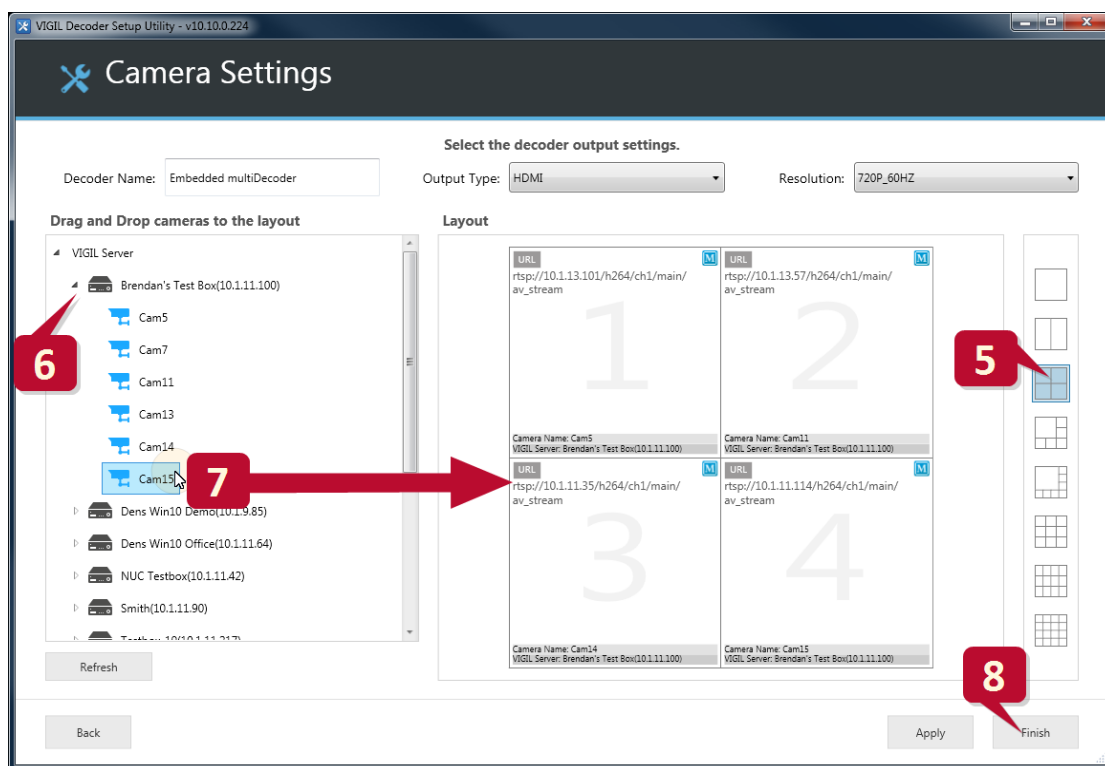 VIGIL Decoder Setup Utility - v10.10.0.224
Camera Settings
Select the decoder output settings.
Decoder Name: Embedded multiDecoder Output Type: HDMI Resolution: 720P_60HZ
Drag and Drop cameras to the layout
VIGIL Server
Brendan's Test Box(10.1.11.100)
Cam5
Cam7
Cam11
Cam13
Cam14
Cam15
Dens Win10 Demo(10.1.9.85)
Dens Win10 Office(10.1.11.64)
NUC Testbox(10.1.11.42)
Smith(10.1.11.90)
Refresh
6
7
Layout
URL M
rtsp://10.1.13.101/h264/ch1/main/
av_stream
1
Camera Name: Cam5
VIGIL Server: Brendan's Test Box(10.1.11.100)
URL M
rtsp://10.1.13.57/h264/ch1/main/
av_stream
2
Camera Name: Cam11
VIGIL Server: Brendan's Test Box(10.1.11.100)
URL M
rtsp://10.1.11.35/h264/ch1/main/
av_stream
3
Camera Name: Cam14
VIGIL Server: Brendan's Test Box(10.1.11.100)
URL M
rtsp://10.1.11.114/h264/ch1/main/
av_stream
4
Camera Name: Cam15
VIGIL Server: Brendan's Test Box(10.1.11.100)
5
8
Back Apply Finish